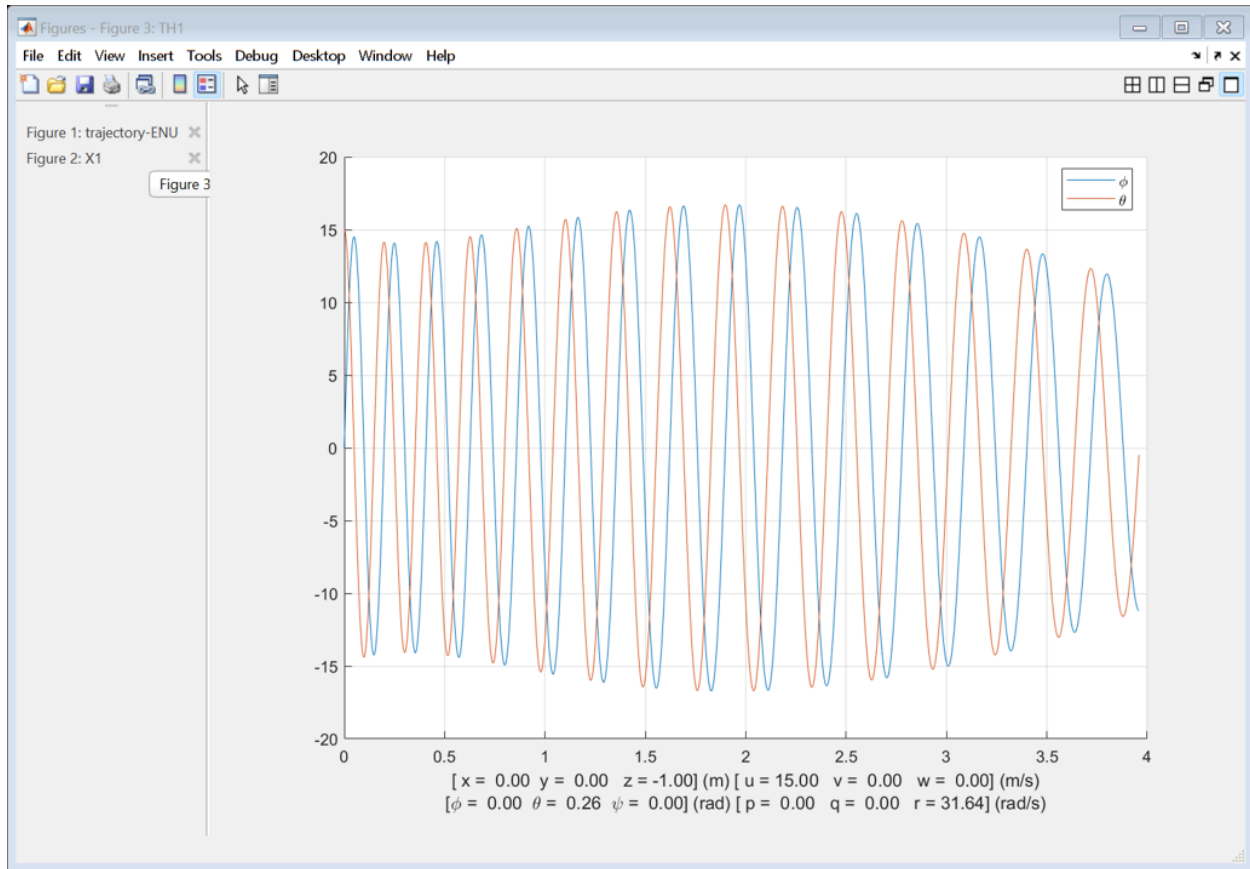 Figures - Figure 3: TH1
File Edit View Insert Tools Debug Desktop Window Help
Figure 1: trajectory-ENU
Figure 2: X1
Figure 3
20
15
10
5
0
-5
-10
-15
-20
ϕ
θ
0 0.5 1 1.5 2 2.5 3 3.5 4
[ x = 0.00 y = 0.00 z = -1.00] (m) [ u = 15.00 v = 0.00 w = 0.00] (m/s)
[ϕ = 0.00 θ = 0.26 ψ = 0.00] (rad) [ p = 0.00 q = 0.00 r = 31.64] (rad/s)